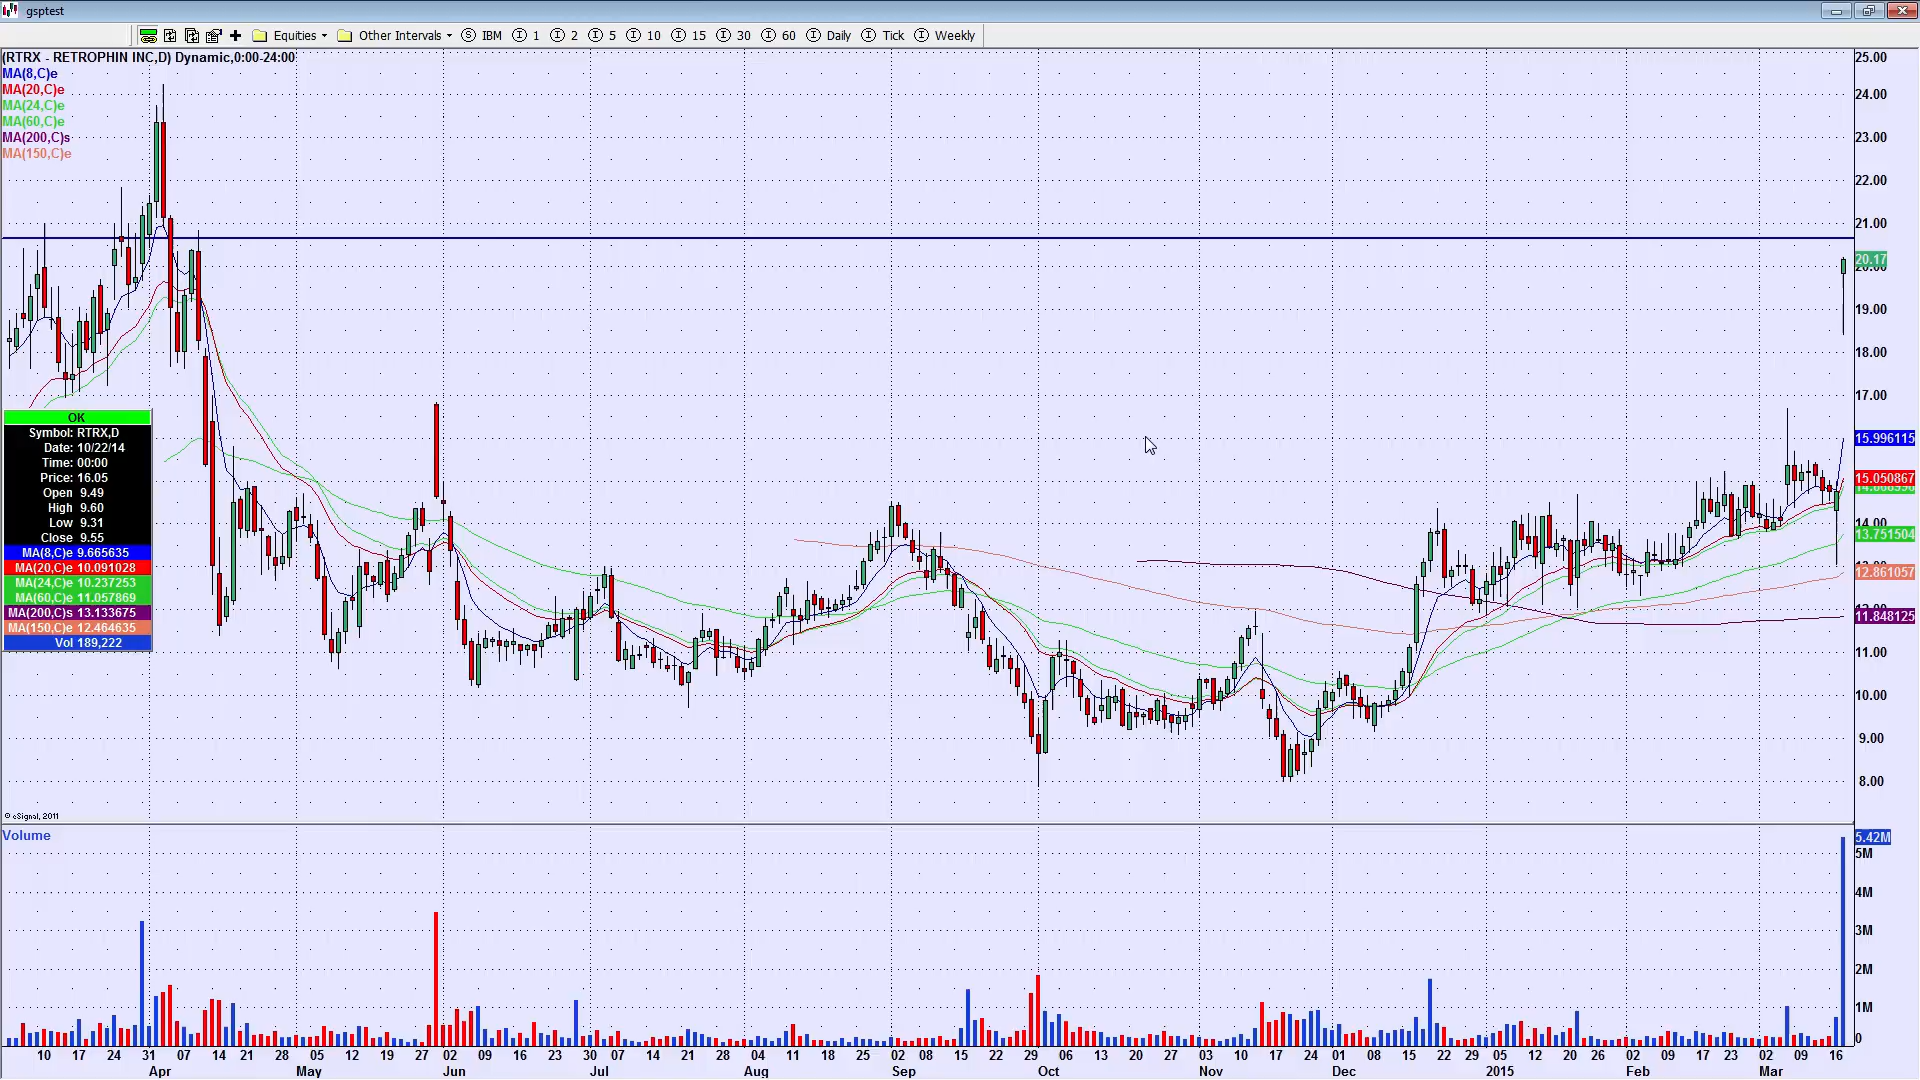 gsptest
Equities Other Intervals IBM 1 2 5 10 15 30 60 Daily Tick Weekly
(RTRX - RETROPHIN INC,D) Dynamic,0:00-24:00
MA(8,C)e
MA(20,C)e
MA(24,C)e
MA(60,C)e
MA(200,C)s
MA(150,C)e
25.00
24.00
23.00
22.00
21.00
20.17
20.00
19.00
18.00
17.00
15.996115
15.050867
14.00
13.751504
12.861057
12.00
11.848125
11.00
10.00
9.00
8.00
OK
Symbol: RTRX,D
Date: 10/22/14
Time: 00:00
Price: 16.05
Open 9.49
High 9.60
Low 9.31
Close 9.55
MA(8,C)e 9.665635
MA(20,C)e 10.091028
MA(24,C)e 10.237253
MA(60,C)e 11.057869
MA(200,C)s 13.133675
MA(150,C)e 12.464635
Vol 189,222
© eSignal, 2011
Volume
5.42M
5M
4M
3M
2M
1M
0
10 17 24 31 07 14 21 28 05 12 19 27 02 09 16 23 30 07 14 21 28 04 11 18 25 02 08 15 22 29 06 13 20 27 03 10 17 24 01 08 15 22 29 05 12 20 26 02 09 17 23 02 09 16
Apr May Jun Jul Aug Sep Oct Nov Dec 2015 Feb Mar